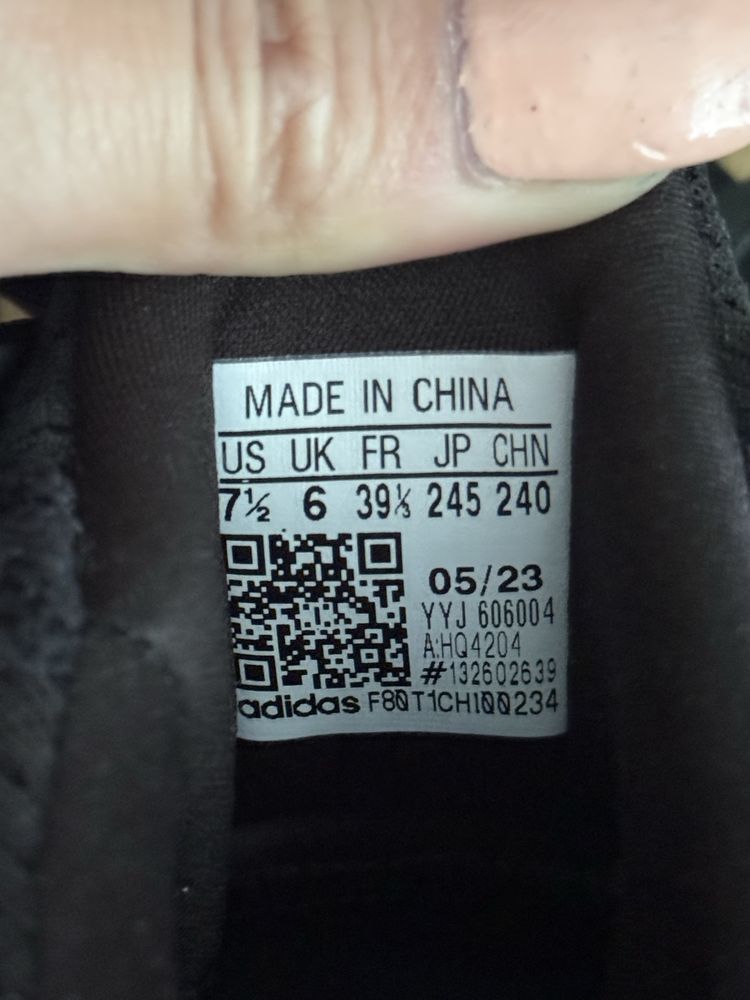 MADE IN CHINA
US UK FR JP CHN
7½ 6 39⅓ 245 240
05/23
YYJ 606004
A:HQ4204
#132602639
adidas F80T1CH100234